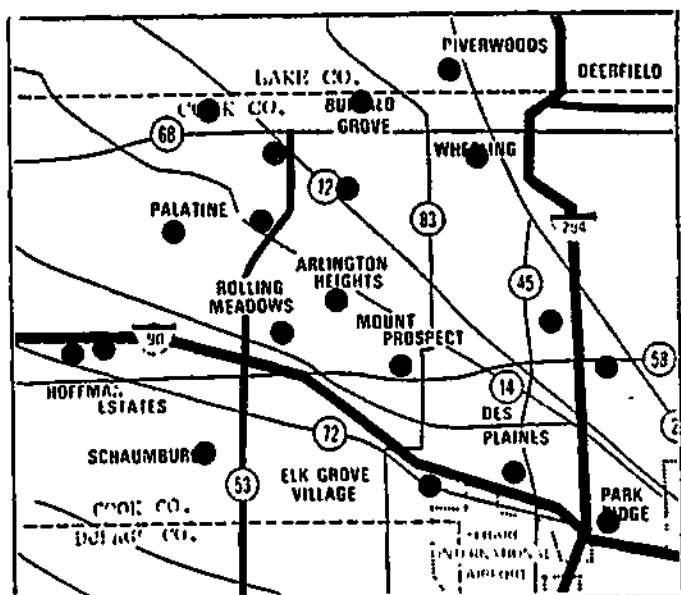 RIVERWOODS
DEERFIELD
LAKE CO.
COOK CO.
BUFFALO
GROVE
68
WHEELING
12
83
PALATINE
294
ARLINGTON
HEIGHTS
ROLLING
MEADOWS
45
MOUNT
PROSPECT
90
58
HOFFMAN
ESTATES
14
DES
PLAINES
72
SCHAUMBURG
53
ELK GROVE
VILLAGE
PARK
RIDGE
COOK CO.
DUPAGE CO.
INTERNATIONAL
AIRPORT